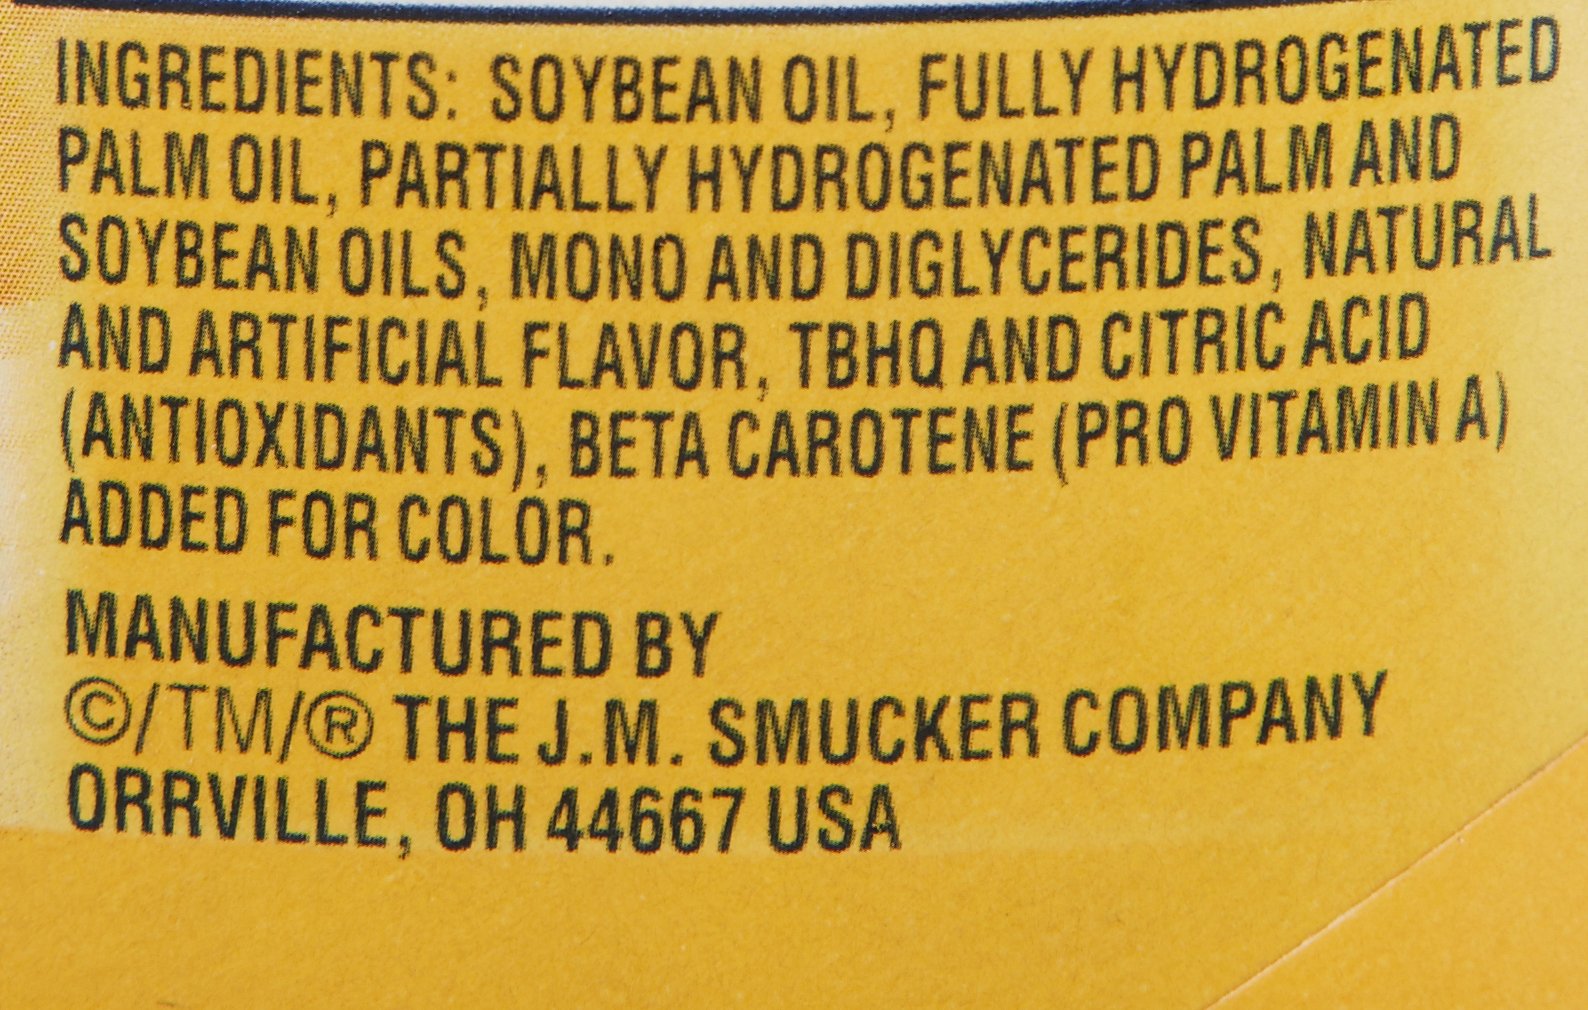 INGREDIENTS: SOYBEAN OIL, FULLY HYDROGENATED
PALM OIL, PARTIALLY HYDROGENATED PALM AND
SOYBEAN OILS, MONO AND DIGLYCERIDES, NATURAL
AND ARTIFICIAL FLAVOR, TBHQ AND CITRIC ACID
(ANTIOXIDANTS), BETA CAROTENE (PRO VITAMIN A)
ADDED FOR COLOR.
MANUFACTURED BY
©/TM/® THE J.M. SMUCKER COMPANY
ORRVILLE, OH 44667 USA